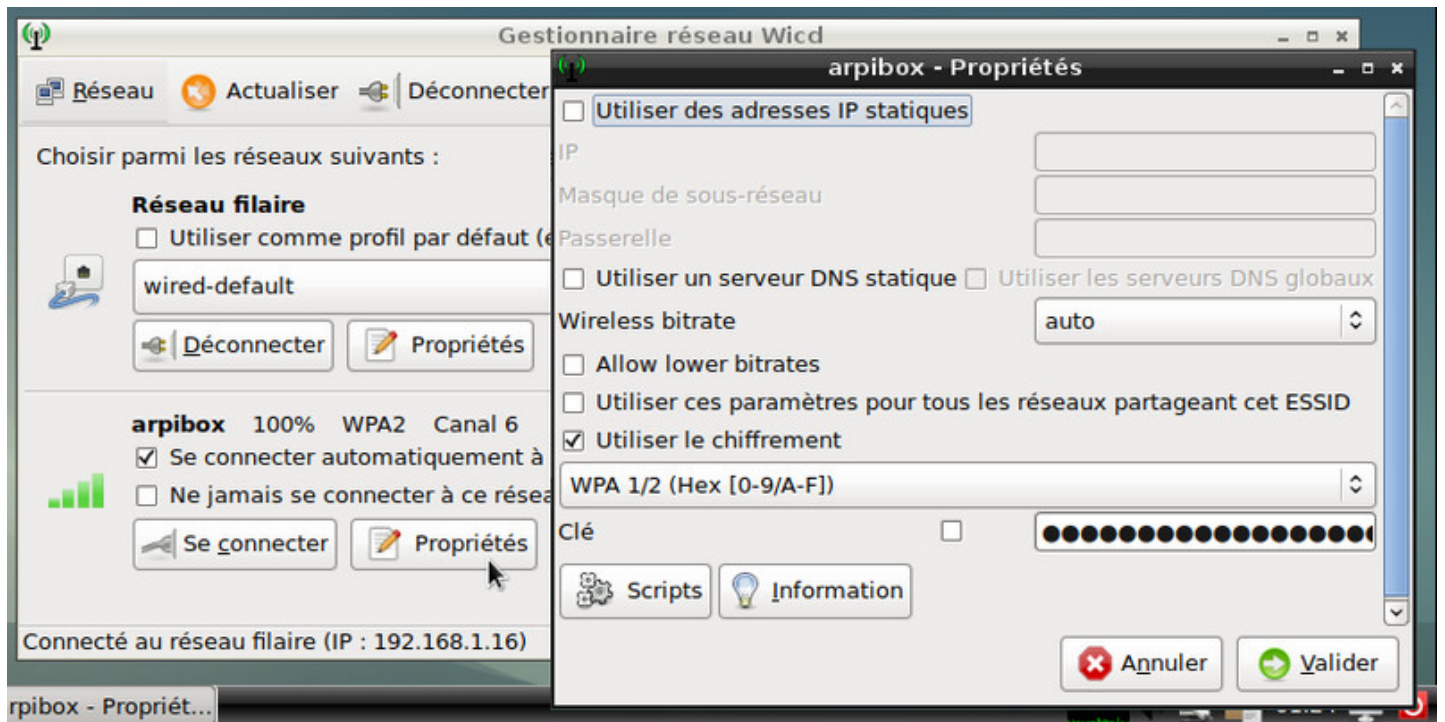 Gestionnaire réseau Wicd
Réseau Actualiser Déconnecter
Choisir parmi les réseaux suivants :
Réseau filaire
Utiliser comme profil par défaut (e
wired-default
Déconnecter Propriétés
arpibox 100% WPA2 Canal 6
Se connecter automatiquement à
Ne jamais se connecter à ce résea
Se connecter Propriétés
Connecté au réseau filaire (IP : 192.168.1.16)
arpibox - Propriétés
Utiliser des adresses IP statiques
IP
Masque de sous-réseau
Passerelle
Utiliser un serveur DNS statique Utiliser les serveurs DNS globaux
Wireless bitrate auto
Allow lower bitrates
Utiliser ces paramètres pour tous les réseaux partageant cet ESSID
Utiliser le chiffrement
WPA 1/2 (Hex [0-9/A-F])
Clé
Scripts Information
Annuler Valider
rpibox - Propriét...